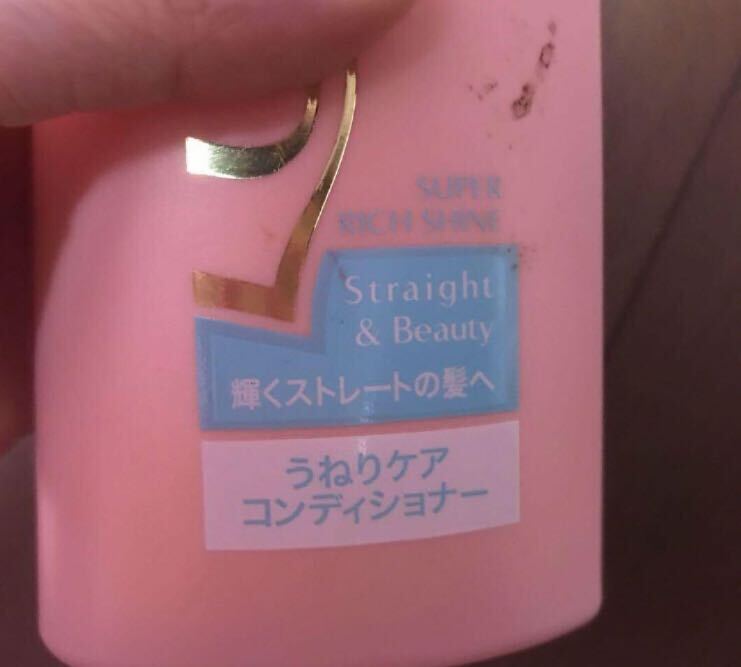 SUPER
RICH SHINE
Straight
& Beauty
輝くストレートの髪へ
うねりケア
コンディショナー